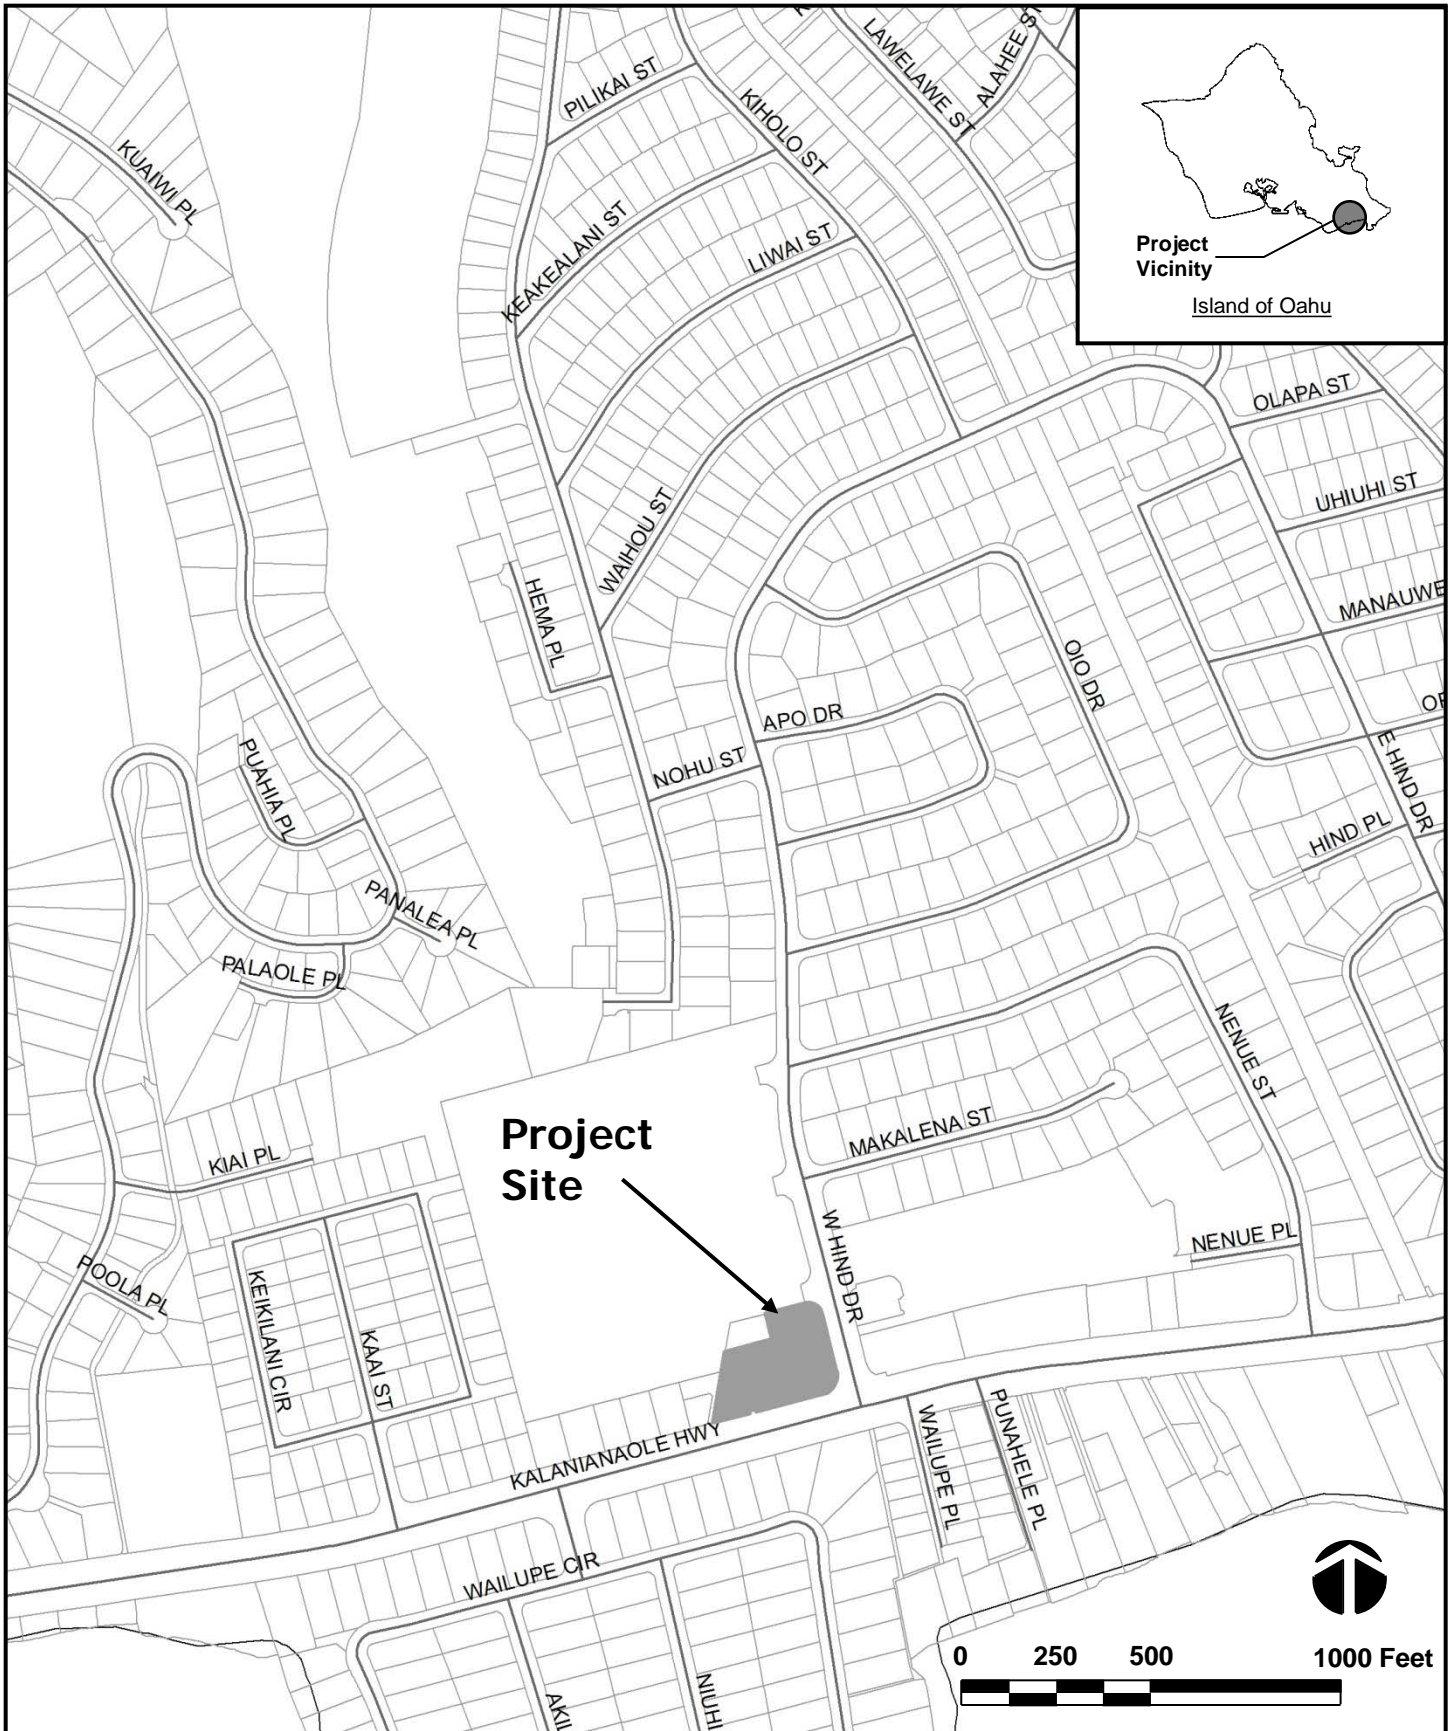 PILIKAI ST
KIHOLO ST
LAWELAWE ST
ALAHEE ST
KUAIWI PL
KEAKEALANI ST
LIWAI ST
Project
Vicinity
Island of Oahu
OLAPA ST
UHIUHI ST
WAIHOU ST
HEMA PL
MANAUWE
OIO DR
APO DR
NOHU ST
PUAHIA PL
E HIND DR
HIND PL
PANALEA PL
PALAOLE PL
NENUE ST
Project
Site
MAKALENA ST
KIAI PL
W HIND DR
NENUE PL
POOLA PL
KEIKILANI CIR
KAAI ST
KALANIANAOLE HWY
WAILUPE PL
PUNAHELE PL
WAILUPE CIR
AKIL
NIUHI
0 250 500 1000 Feet